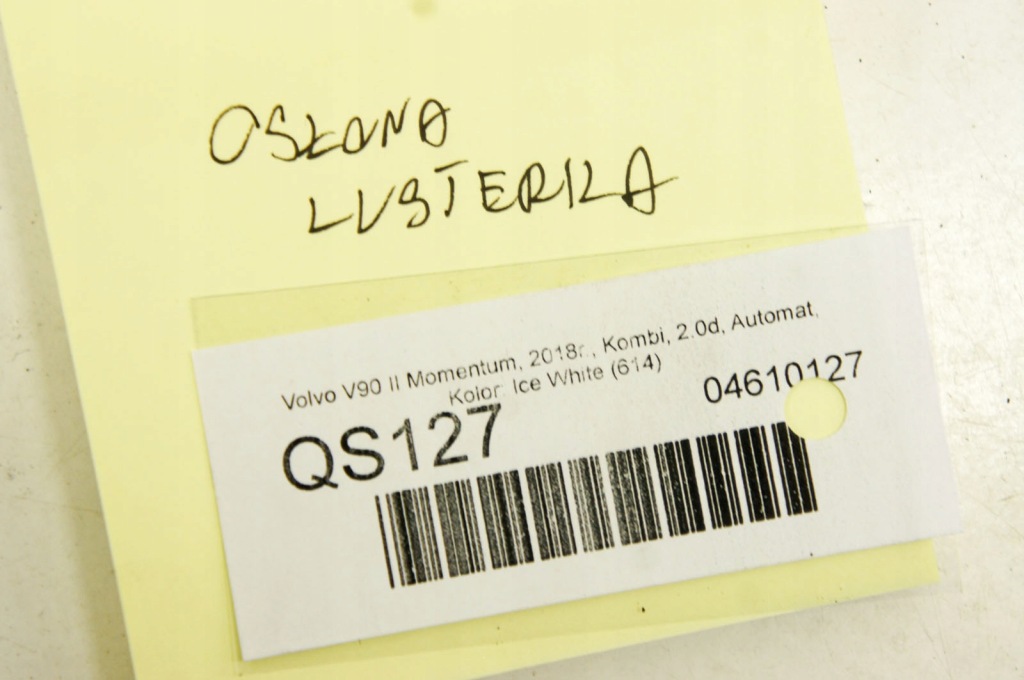 OSŁONA
LUSTERKA
Volvo V90 II Momentum, 2018r., Kombi, 2.0d, Automat,
Kolor: Ice White (614)
04610127
QS127